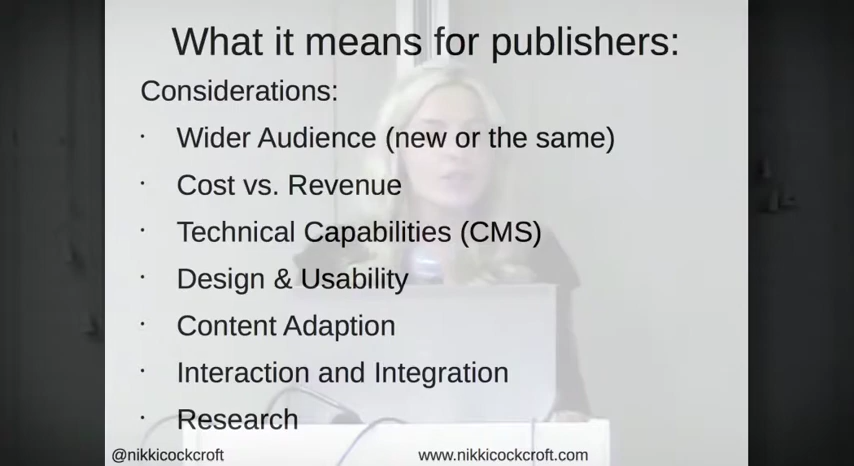 What it means for publishers:
Considerations:
· Wider Audience (new or the same)
· Cost vs. Revenue
· Technical Capabilities (CMS)
· Design & Usability
· Content Adaption
· Interaction and Integration
· Research
@nikkicockcroft www.nikkicockcroft.com